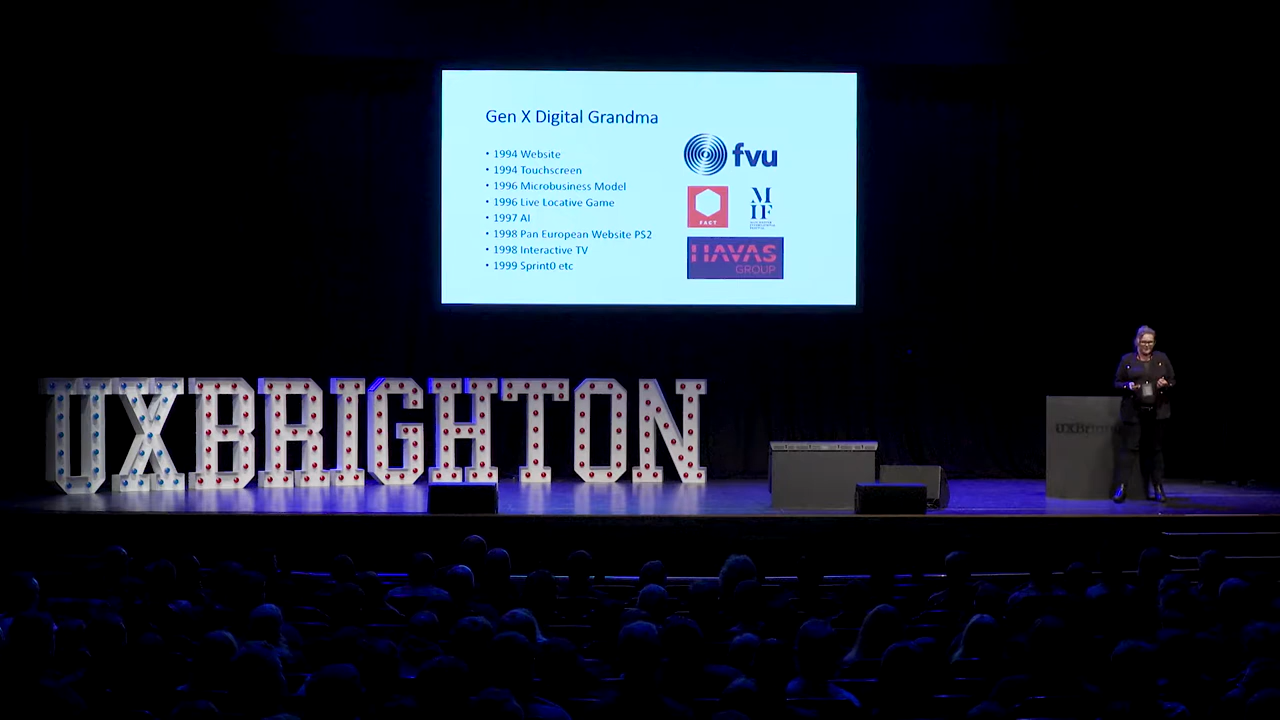 Gen X Digital Grandma
• 1994 Website
• 1994 Touchscreen
• 1996 Microbusiness Model
• 1996 Live Locative Game
• 1997 AI
• 1998 Pan European Website PS2
• 1998 Interactive TV
• 1999 Sprint0 etc
fvu
FACT
M
IF
HAVAS
GROUP
UXBRIGHTON